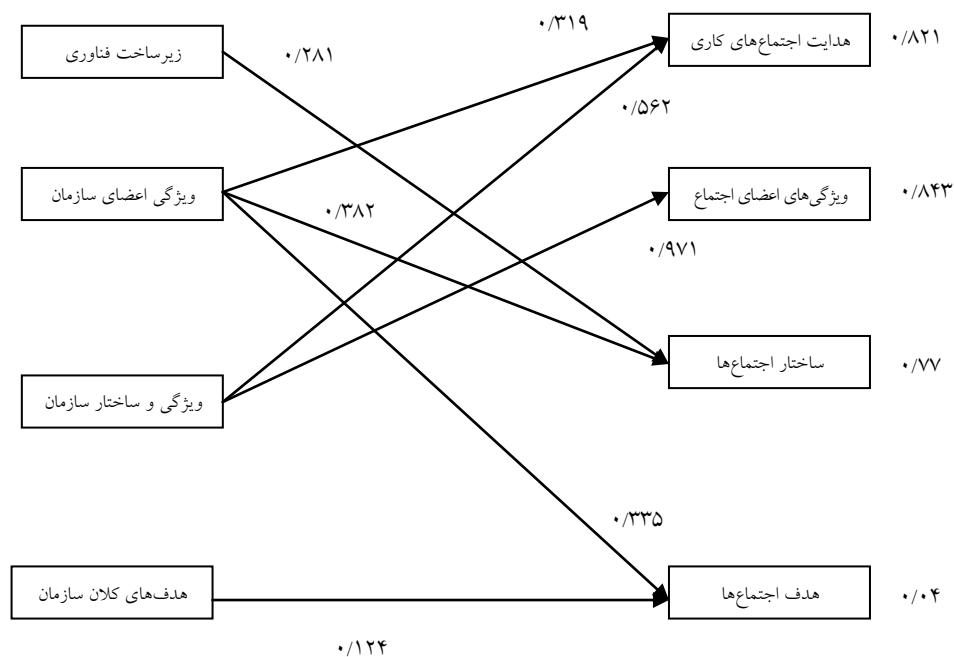 ۰/۳۱۹
هدایت اجتماع‌های کاری
۰/۸۲۱
زیرساخت فناوری
۰/۲۸۱
۰/۵۶۲
ویژگی اعضای سازمان
۰/۳۸۲
ویژگی‌های اعضای اجتماع
۰/۸۴۳
۰/۹۷۱
ساختار اجتماع‌ها
۰/۷۷
ویژگی و ساختار سازمان
۰/۳۳۵
هدف‌های کلان سازمان
هدف اجتماع‌ها
۰/۰۴
۰/۱۲۴